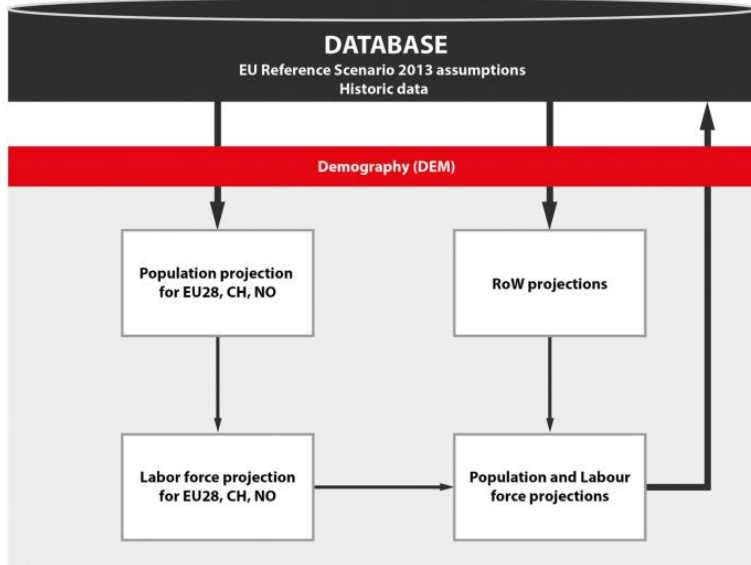 DATABASE
EU Reference Scenario 2013 assumptions
Historic data
Demography (DEM)
Population projection
for EU28, CH, NO
RoW projections
Labor force projection
for EU28, CH, NO
Population and Labour
force projections